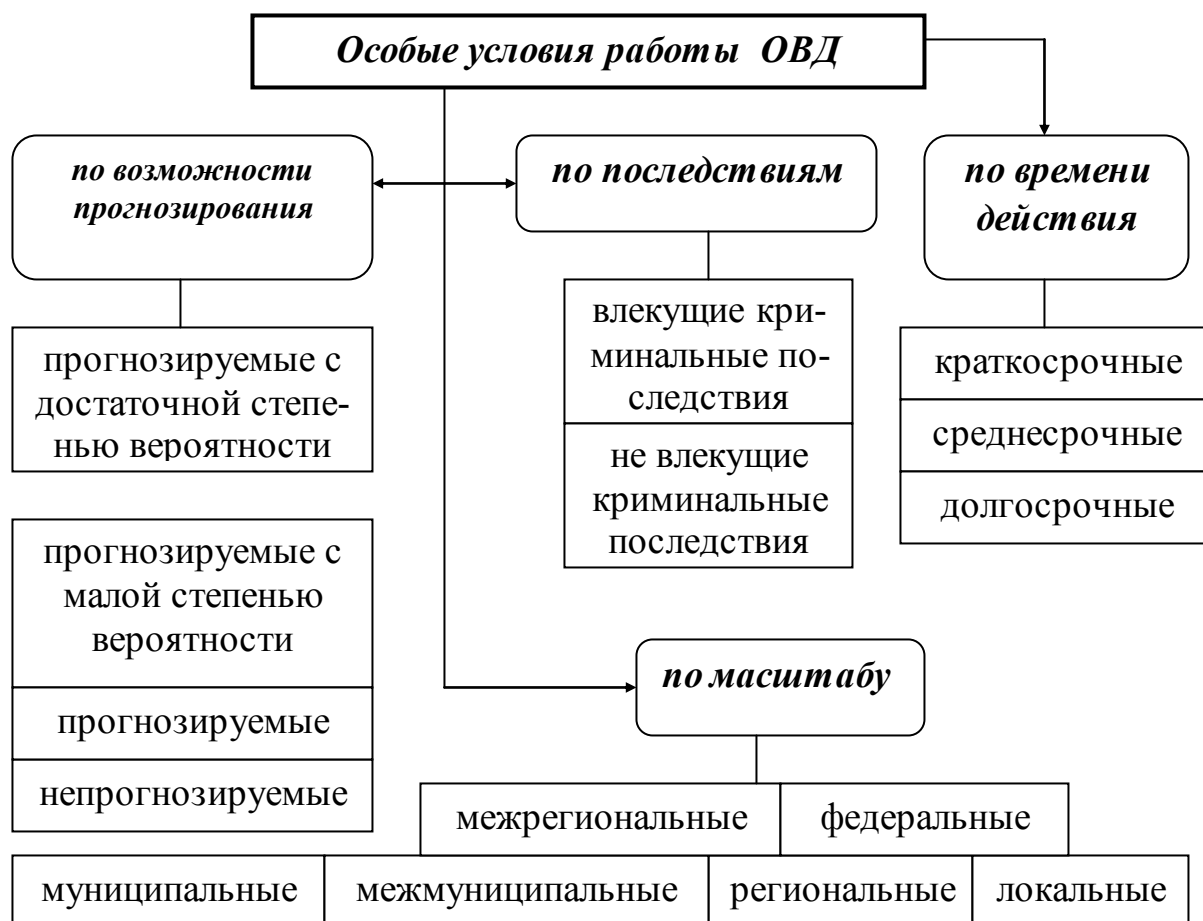 Особые условия работы ОВД
по возможности
прогнозирования
по последствиям
по времени
действия
прогнозируемые с
достаточной степе-
нью вероятности
влекущие кри-
минальные по-
следствия
не влекущие
криминальные
последствия
краткосрочные
среднесрочные
долгосрочные
прогнозируемые с
малой степенью
вероятности
прогнозируемые
непрогнозируемые
по масштабу
межрегиональные
федеральные
муниципальные
межмуниципальные
региональные
локальные